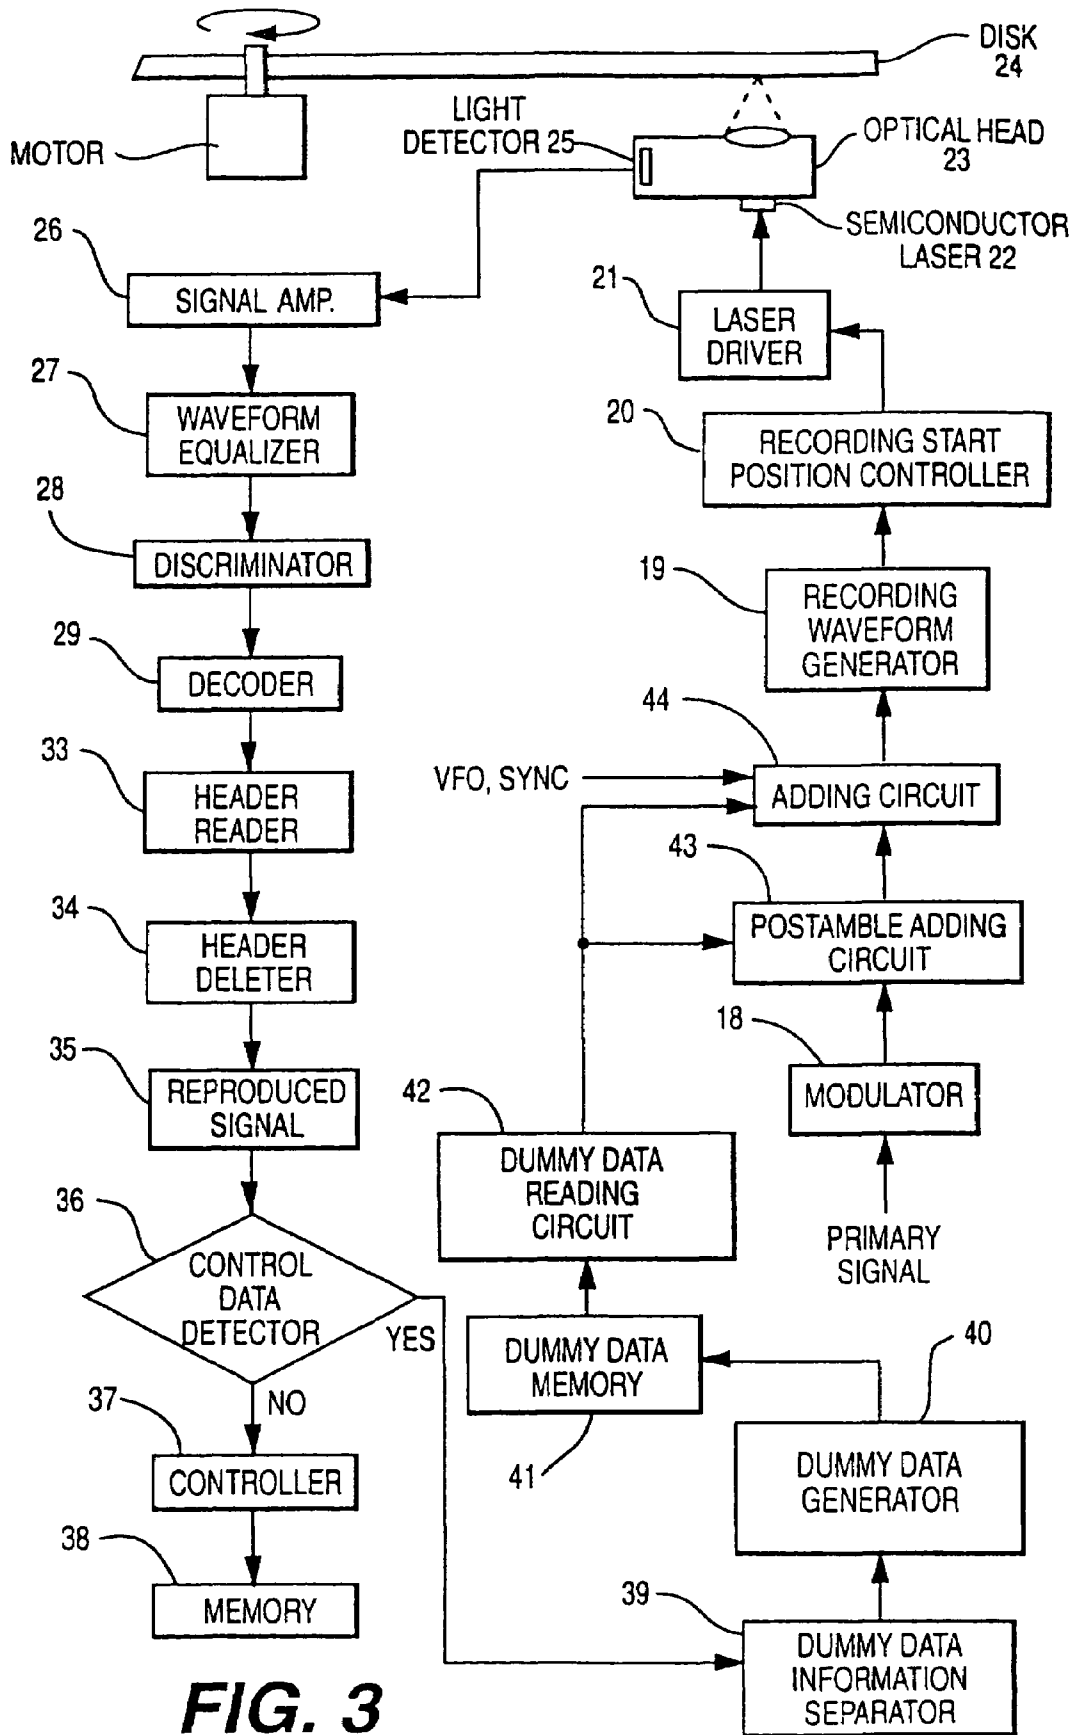 DISK
24
MOTOR
LIGHT
DETECTOR 25
OPTICAL HEAD
23
SEMICONDUCTOR
LASER 22
26
SIGNAL AMP.
21
LASER
DRIVER
27
WAVEFORM
EQUALIZER
20
RECORDING START
POSITION CONTROLLER
28
DISCRIMINATOR
19
RECORDING
WAVEFORM
GENERATOR
29
DECODER
44
VFO, SYNC
ADDING CIRCUIT
33
HEADER
READER
43
POSTAMBLE ADDING
CIRCUIT
34
HEADER
DELETER
18
MODULATOR
35
REPRODUCED
SIGNAL
42
DUMMY DATA
READING
CIRCUIT
PRIMARY
SIGNAL
36
CONTROL
DATA
DETECTOR
YES
NO
DUMMY DATA
MEMORY
41
40
DUMMY DATA
GENERATOR
37
CONTROLLER
38
MEMORY
39
DUMMY DATA
INFORMATION
SEPARATOR
FIG. 3